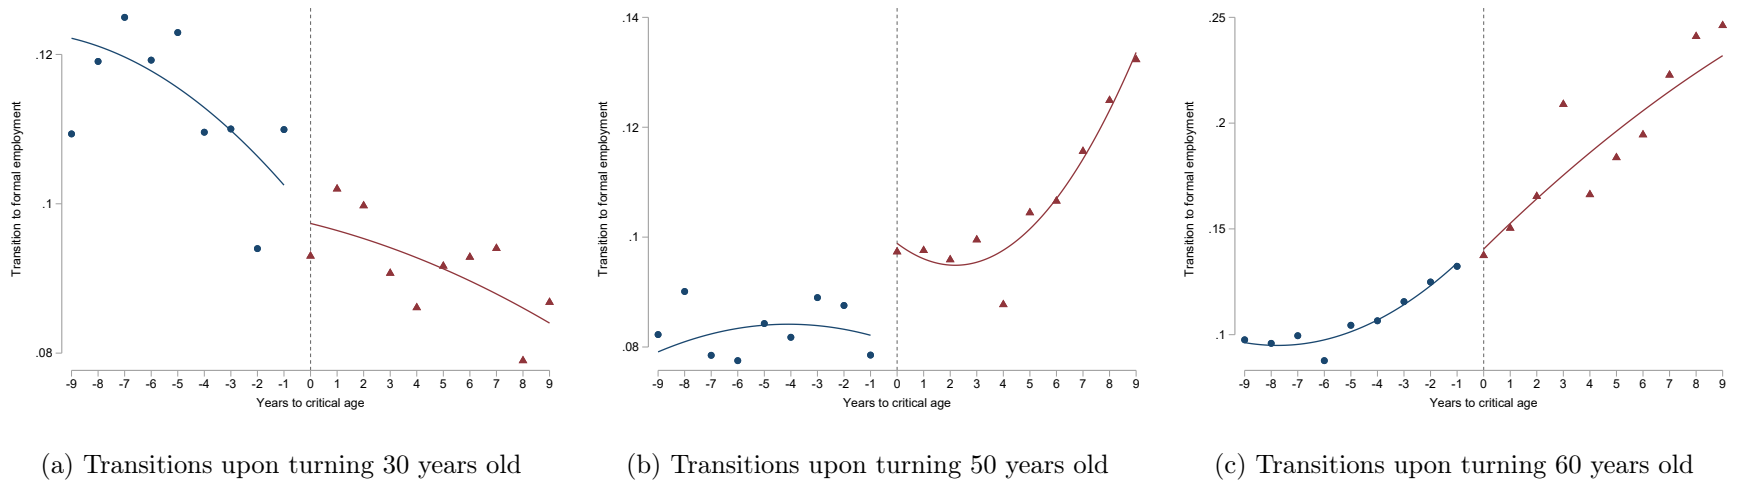 .12
.1
.08
Transition to formal employment
-9 -8 -7 -6 -5 -4 -3 -2 -1 0 1 2 3 4 5 6 7 8 9
Years to critical age
(a) Transitions upon turning 30 years old
.14
.12
.1
.08
Transition to formal employment
-9 -8 -7 -6 -5 -4 -3 -2 -1 0 1 2 3 4 5 6 7 8 9
Years to critical age
(b) Transitions upon turning 50 years old
.25
.2
.15
.1
Transition to formal employment
-9 -8 -7 -6 -5 -4 -3 -2 -1 0 1 2 3 4 5 6 7 8 9
Years to critical age
(c) Transitions upon turning 60 years old